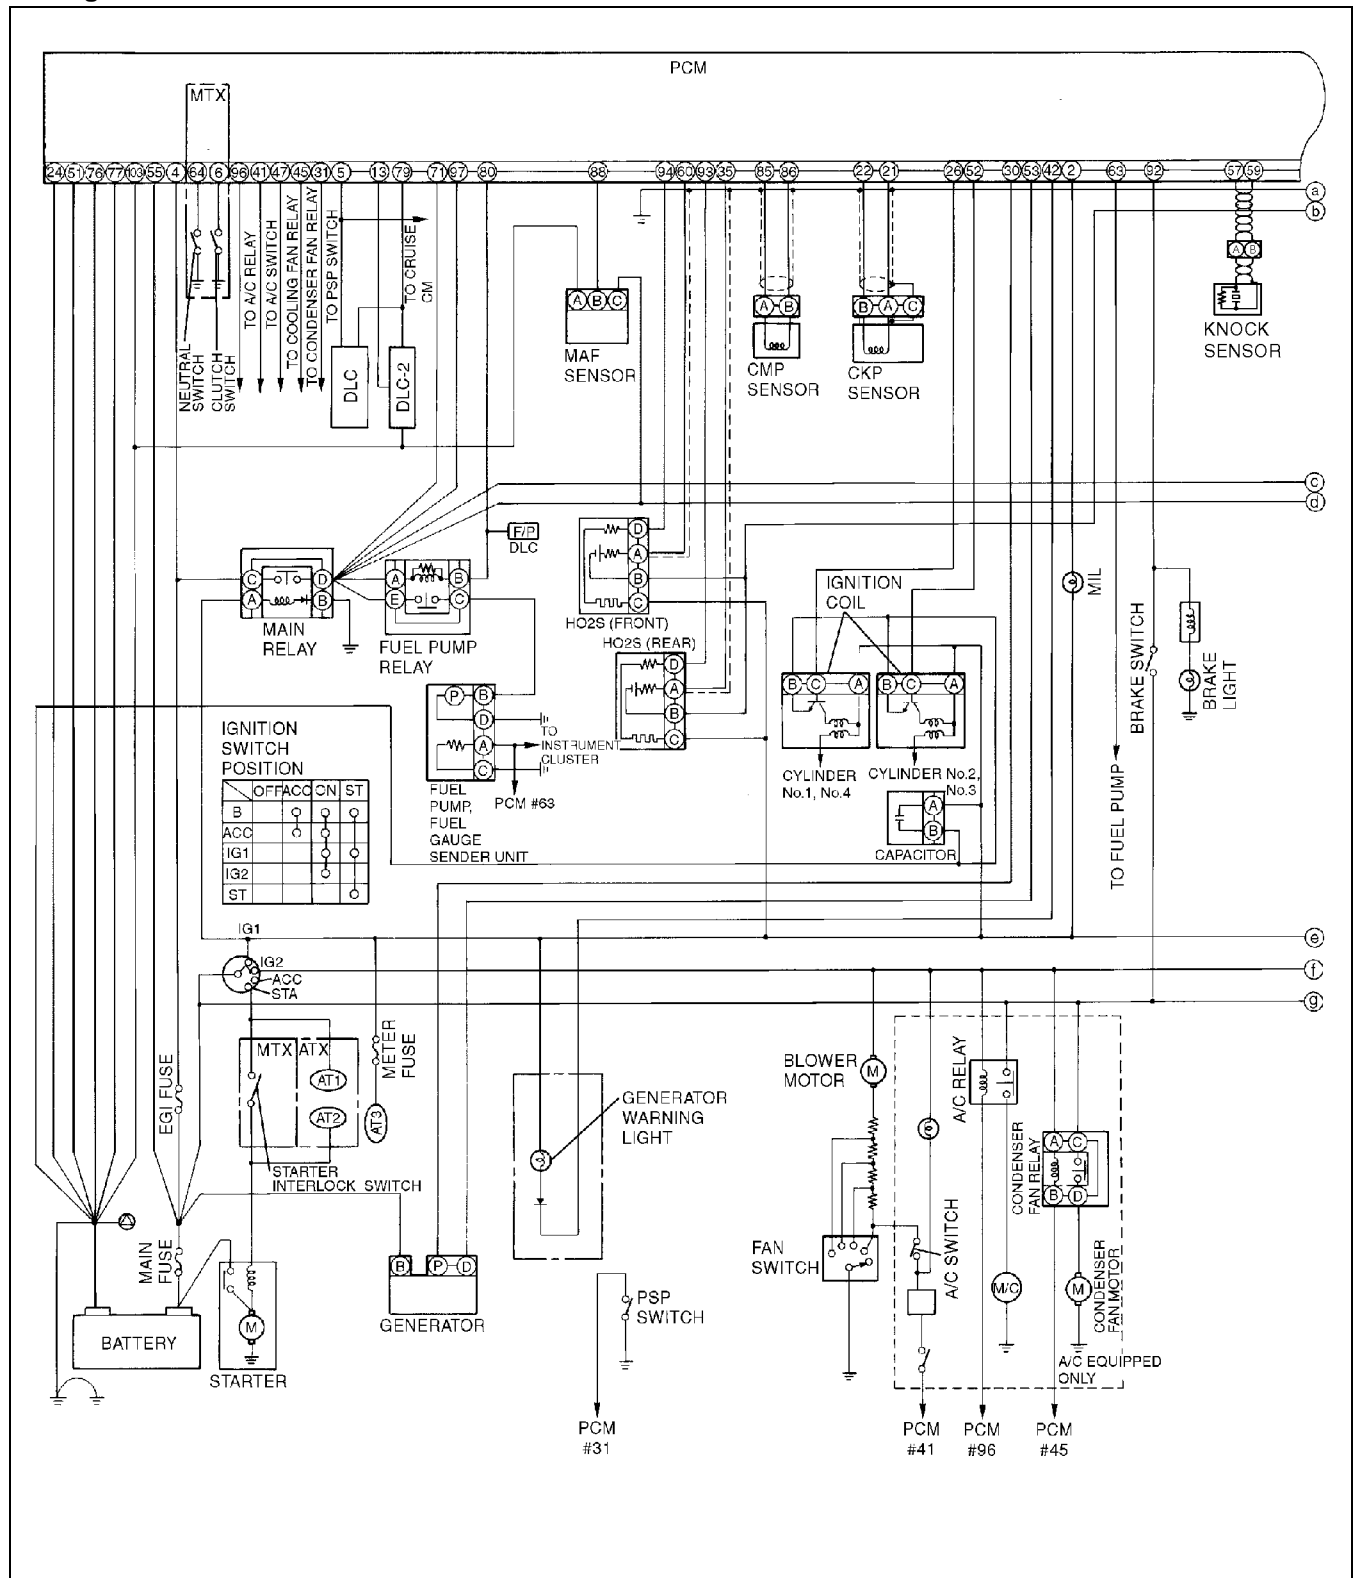 PCM
MTX
24 51 76 77 103 55 4 64 6 96 41 47 45 31 5 13 79 71 97 80 88 94 60 93 35 85 86 22 21 26 52 30 53 42 2 63 92 57 59
a
b
NEUTRAL
SWITCH
CLUTCH
SWITCH
TO A/C RELAY
TO A/C SWITCH
TO COOLING FAN RELAY
TO CONDENSER FAN RELAY
TO PSP SWITCH
TO CRUISE
CM
DLC
DLC-2
A B C
MAF
SENSOR
A B
CMP
SENSOR
B A C
CKP
SENSOR
A B
KNOCK
SENSOR
c
d
F/P
DLC
C D
A B
MAIN
RELAY
A B
E C
FUEL PUMP
RELAY
D
A
B
C
HO2S (FRONT)
HO2S (REAR)
D
A
B
C
IGNITION
COIL
B C A
B C A
CYLINDER
No.1, No.4
CYLINDER No.2,
No.3
A
B
CAPACITOR
MIL
BRAKE SWITCH
BRAKE
LIGHT
TO FUEL PUMP
P B
D
A
C
TO
INSTRUMENT
CLUSTER
PCM #63
FUEL
PUMP,
FUEL
GAUGE
SENDER UNIT
IGNITION
SWITCH
POSITION
OFF ACC ON ST
B
ACC
IG1
IG2
ST
IG1
IG2
ACC
STA
e
f
g
EGI FUSE
MTX ATX
AT1
AT2
METER
FUSE
AT3
STARTER
INTERLOCK SWITCH
MAIN
FUSE
BATTERY
M
STARTER
B P D
GENERATOR
GENERATOR
WARNING
LIGHT
PSP
SWITCH
PCM
#31
BLOWER
MOTOR
M
FAN
SWITCH
A/C SWITCH
A/C RELAY
M/C
CONDENSER
FAN RELAY
A C
B D
M
CONDENSER
FAN MOTOR
A/C EQUIPPED
ONLY
PCM
#41
PCM
#96
PCM
#45